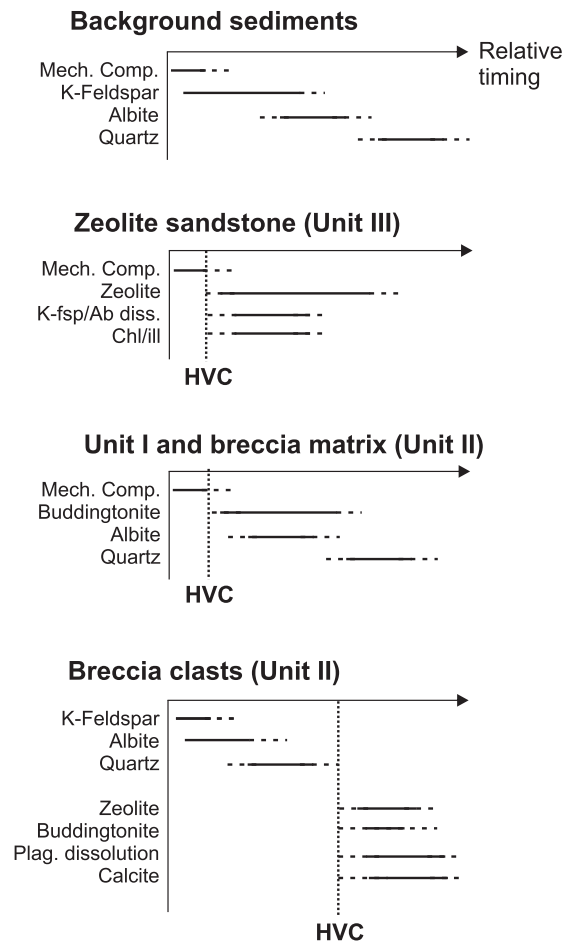 Background sediments
Relative
timing
Mech. Comp.
K-Feldspar
Albite
Quartz
Zeolite sandstone (Unit III)
Mech. Comp.
Zeolite
K-fsp/Ab diss.
Chl/ill
HVC
Unit I and breccia matrix (Unit II)
Mech. Comp.
Buddingtonite
Albite
Quartz
HVC
Breccia clasts (Unit II)
K-Feldspar
Albite
Quartz
Zeolite
Buddingtonite
Plag. dissolution
Calcite
HVC